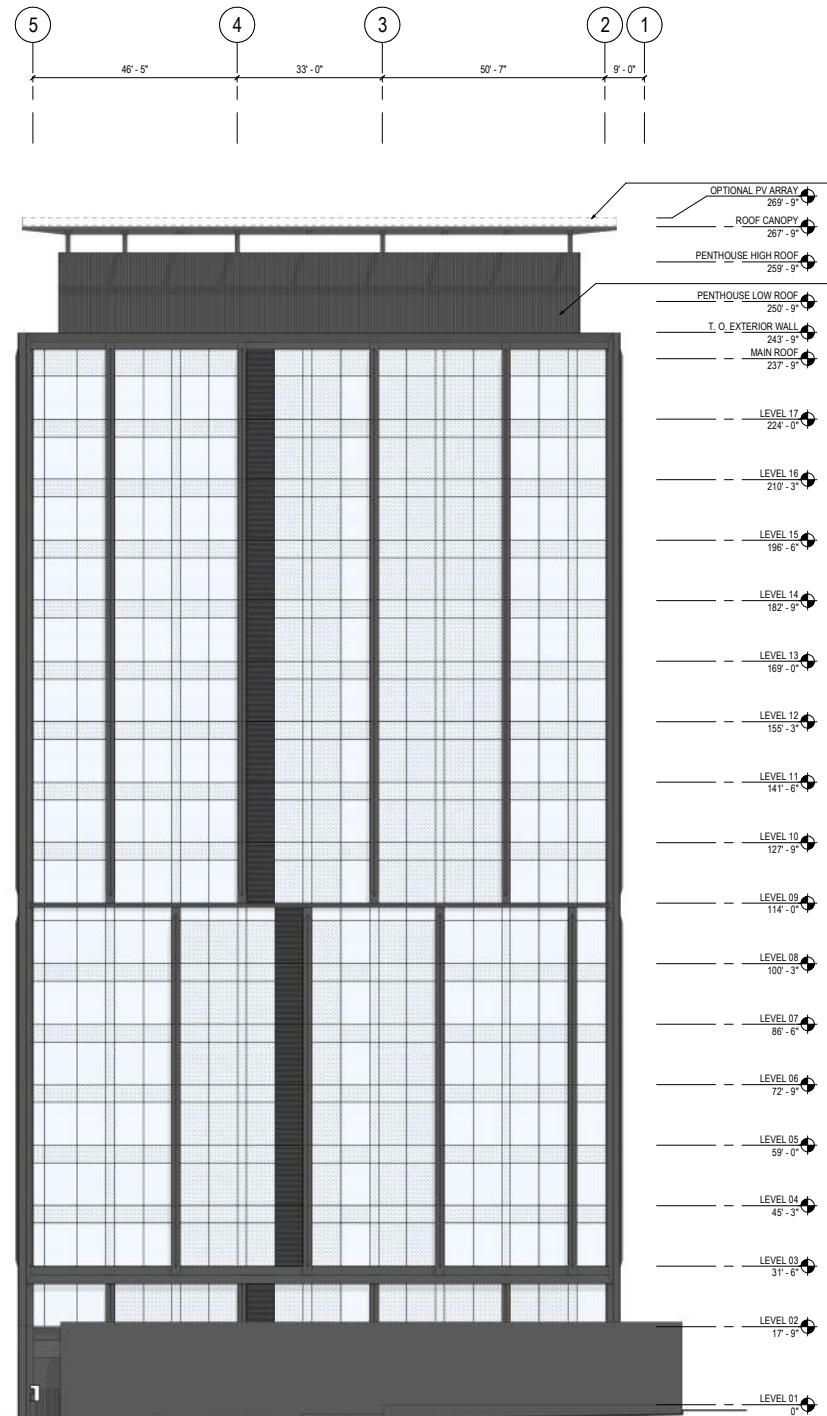 5
4
3
2
1
46' - 5"
33' - 0"
50' - 7"
9' - 0"
OPTIONAL PV ARRAY
269' - 9"
ROOF CANOPY
267' - 9"
PENTHOUSE HIGH ROOF
259' - 9"
PENTHOUSE LOW ROOF
250' - 9"
T. O. EXTERIOR WALL
243' - 9"
MAIN ROOF
237' - 9"
LEVEL 17
224' - 0"
LEVEL 16
210' - 3"
LEVEL 15
196' - 6"
LEVEL 14
182' - 9"
LEVEL 13
169' - 0"
LEVEL 12
155' - 3"
LEVEL 11
141' - 6"
LEVEL 10
127' - 9"
LEVEL 09
114' - 0"
LEVEL 08
100' - 3"
LEVEL 07
86' - 6"
LEVEL 06
72' - 9"
LEVEL 05
59' - 0"
LEVEL 04
45' - 3"
LEVEL 03
31' - 6"
LEVEL 02
17' - 9"
LEVEL 01
0"